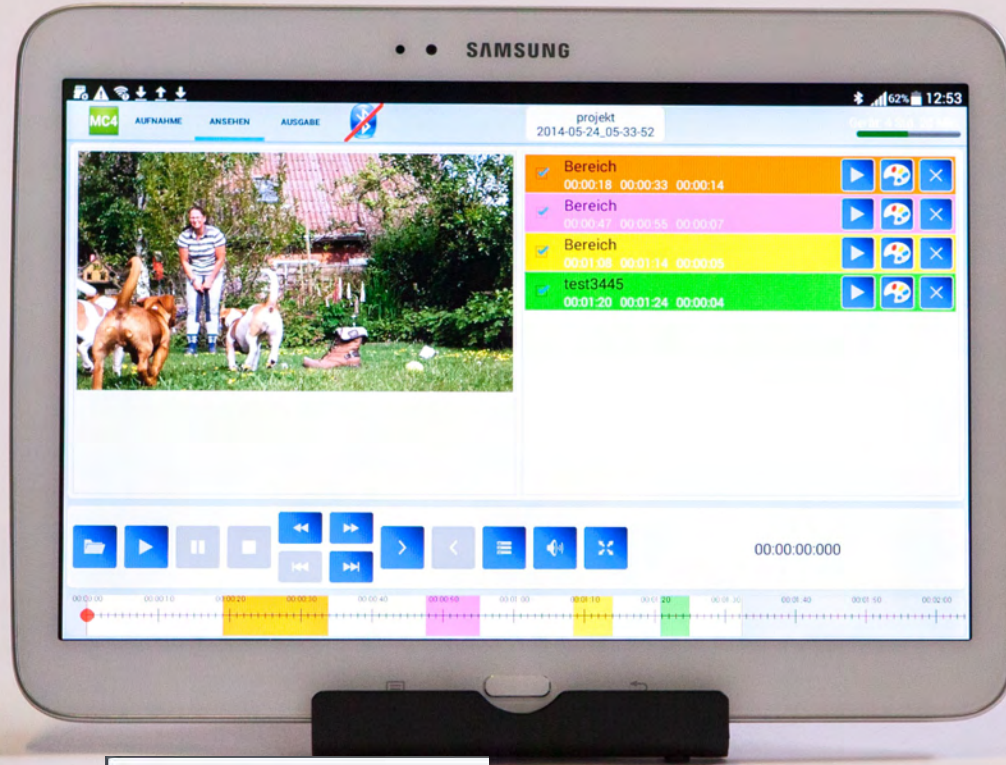 SAMSUNG
62% 12:53
MC4 AUFNAHME ANSEHEN AUSGABE
projekt
2014-05-24_05-33-52
Bereich
00:00:18 00:00:33 00:00:14
Bereich
00:00:47 00:00:55 00:00:07
Bereich
00:01:08 00:01:14 00:00:05
test3445
00:01:20 00:01:24 00:00:04
00:00:00:000
00:00:00 00:00:10 00:00:20 00:00:30 00:00:40 00:00:50 00:01:00 00:01:10 00:01:20 00:01:30 00:01:40 00:01:50 00:02:00